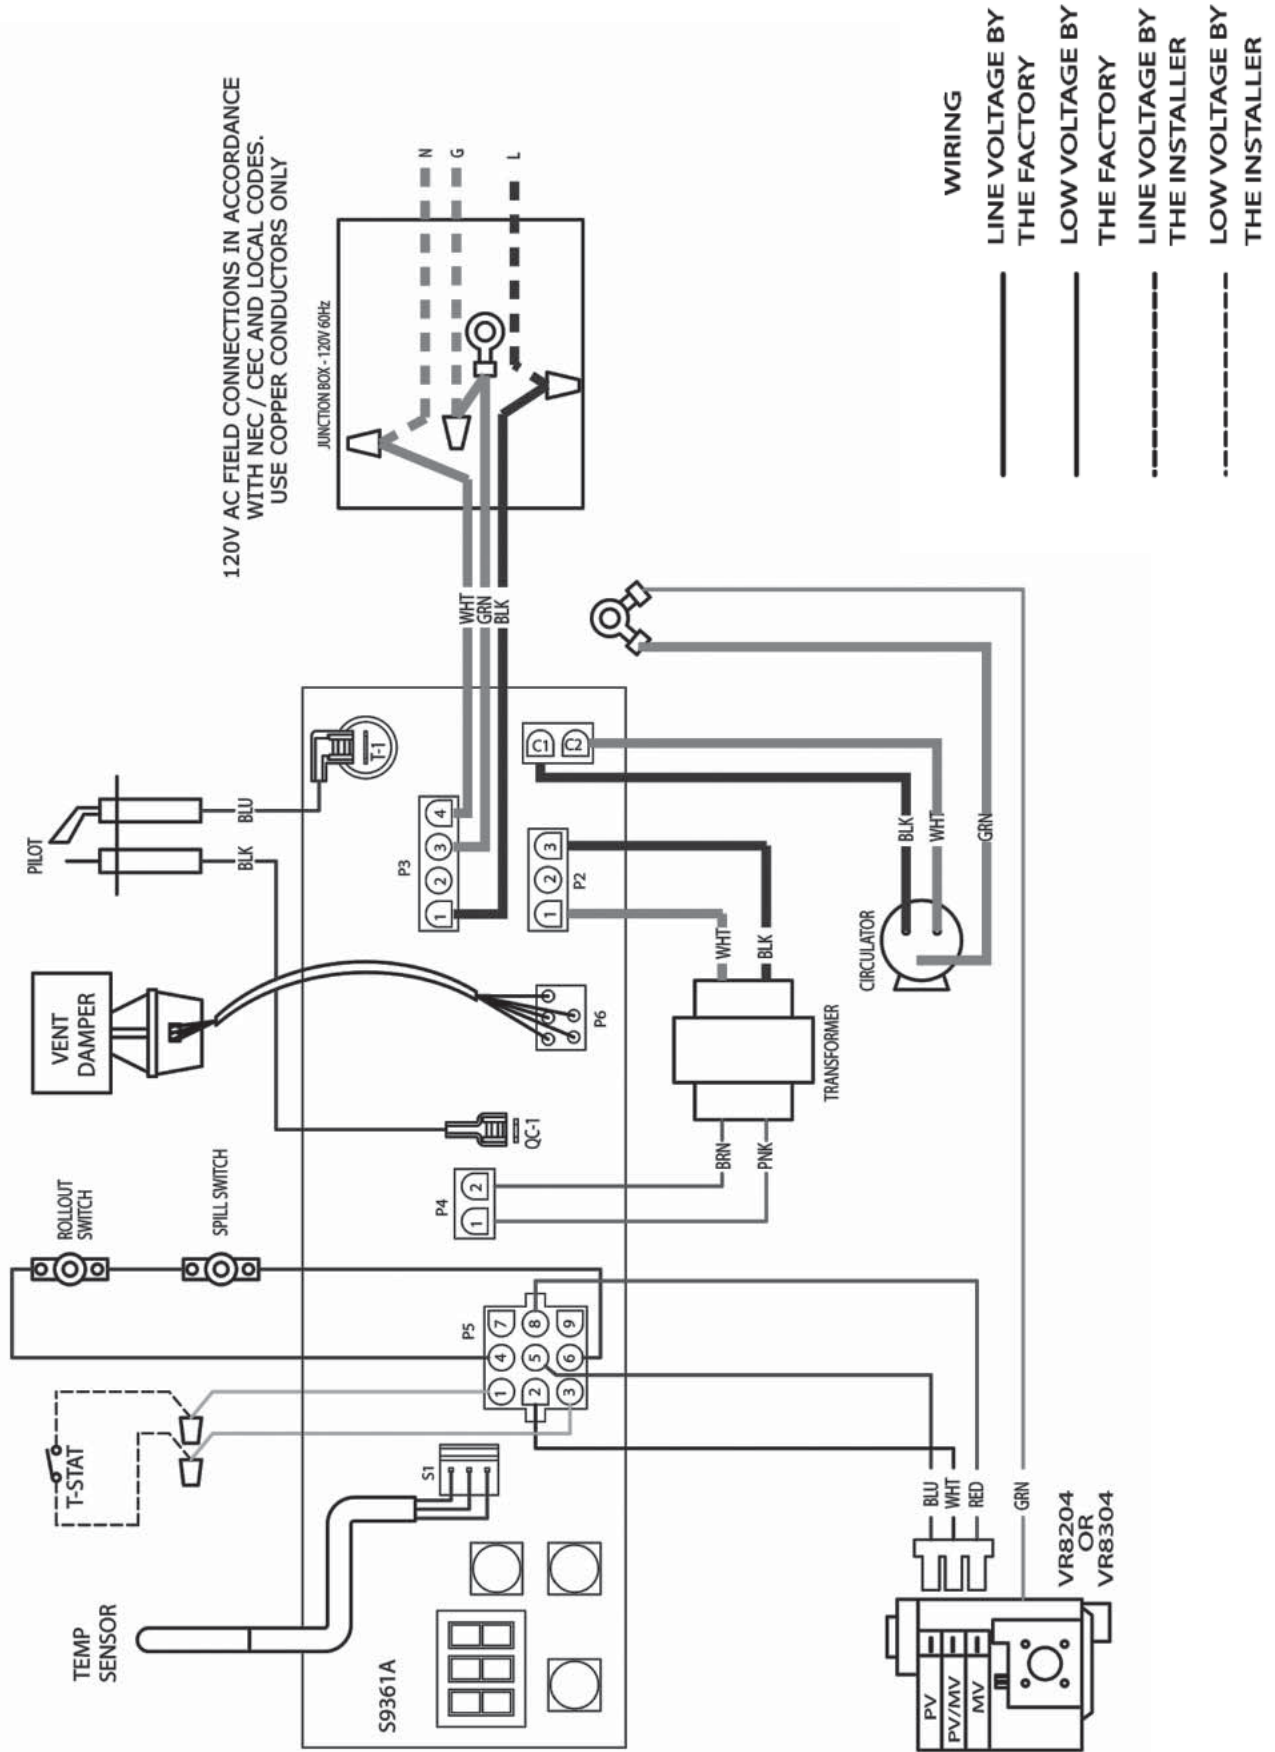 120V AC FIELD CONNECTIONS IN ACCORDANCE
WITH NEC / CEC AND LOCAL CODES.
USE COPPER CONDUCTORS ONLY
JUNCTION BOX - 120V 60Hz
N
G
L
WHT
GRN
BLK
PILOT
BLU
BLK
T-1
VENT
DAMPER
P3
1
2
3
4
C1
C2
P2
1
2
3
P6
QC-1
ROLLOUT
SWITCH
SPILL SWITCH
P4
1
2
BRN
PNK
WHT
BLK
TRANSFORMER
CIRCULATOR
BLK
WHT
GRN
T-STAT
P5
1
2
3
4
5
6
7
8
9
TEMP
SENSOR
S1
S9361A
BLU
WHT
RED
GRN
PV
PV/MV
MV
VR8204
OR
VR8304
WIRING
LINE VOLTAGE BY
THE FACTORY
LOW VOLTAGE BY
THE FACTORY
LINE VOLTAGE BY
THE INSTALLER
LOW VOLTAGE BY
THE INSTALLER